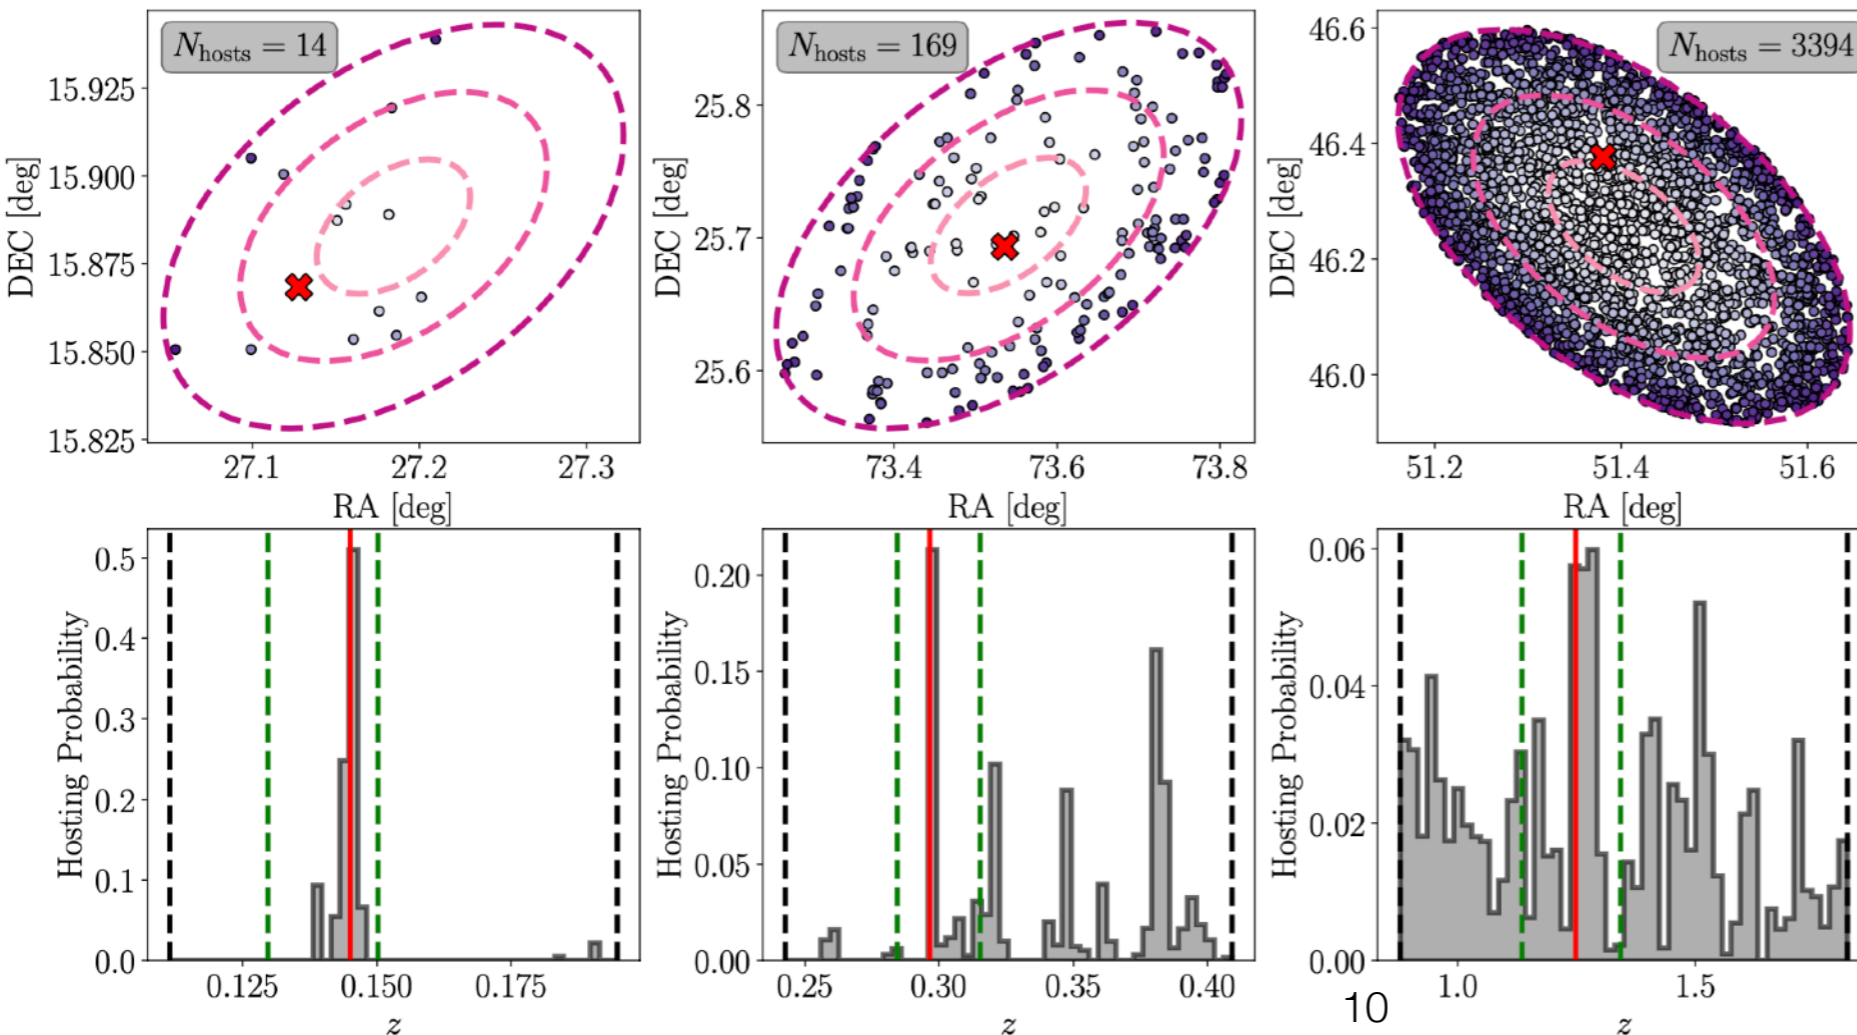 N_hosts = 14
15.925
15.900
15.875
15.850
15.825
DEC [deg]
27.1 27.2 27.3
RA [deg]
N_hosts = 169
25.8
25.7
25.6
DEC [deg]
73.4 73.6 73.8
RA [deg]
N_hosts = 3394
46.6
46.4
46.2
46.0
DEC [deg]
51.2 51.4 51.6
RA [deg]
0.5
0.4
0.3
0.2
0.1
0.0
Hosting Probability
0.125 0.150 0.175
z
0.20
0.15
0.10
0.05
0.00
Hosting Probability
0.25 0.30 0.35 0.40
z
0.06
0.04
0.02
0.00
Hosting Probability
1.0 1.5
z
10